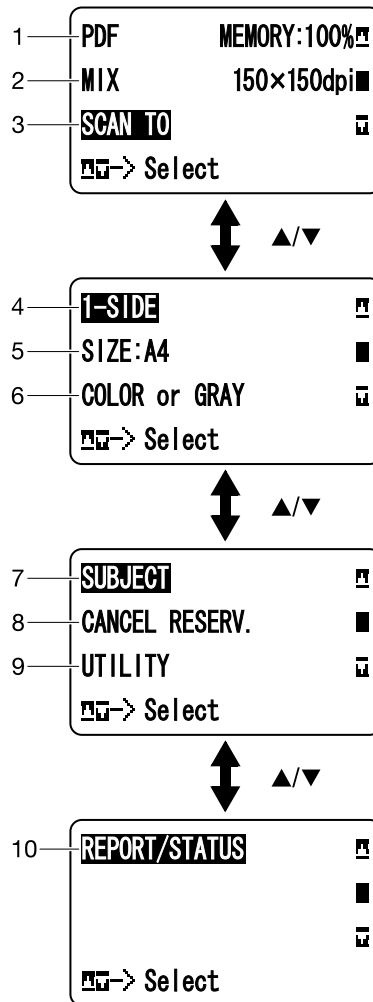 1 PDF MEMORY:100%
2 MIX 150×150dpi
3 SCAN TO
-> Select
▲/▼
4 1-SIDE
5 SIZE:A4
6 COLOR or GRAY
-> Select
▲/▼
7 SUBJECT
8 CANCEL RESERV.
9 UTILITY
-> Select
▲/▼
10 REPORT/STATUS
-> Select